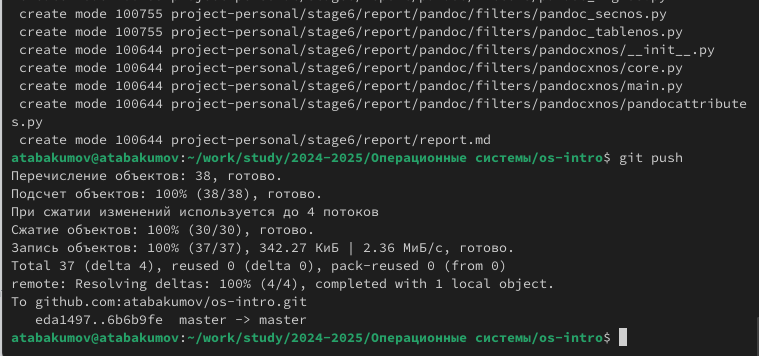 create mode 100755 project-personal/stage6/report/pandoc/filters/pandoc_secnos.py
create mode 100755 project-personal/stage6/report/pandoc/filters/pandoc_tablenos.py
create mode 100644 project-personal/stage6/report/pandoc/filters/pandocxnos/__init__.py
create mode 100644 project-personal/stage6/report/pandoc/filters/pandocxnos/core.py
create mode 100644 project-personal/stage6/report/pandoc/filters/pandocxnos/main.py
create mode 100644 project-personal/stage6/report/pandoc/filters/pandocxnos/pandocattribute
s.py
create mode 100644 project-personal/stage6/report/report.md
atabakumov@atabakumov:~/work/study/2024-2025/Операционные системы/os-intro$ git push
Перечисление объектов: 38, готово.
Подсчет объектов: 100% (38/38), готово.
При сжатии изменений используется до 4 потоков
Сжатие объектов: 100% (30/30), готово.
Запись объектов: 100% (37/37), 342.27 КиБ | 2.36 МиБ/с, готово.
Total 37 (delta 4), reused 0 (delta 0), pack-reused 0 (from 0)
remote: Resolving deltas: 100% (4/4), completed with 1 local object.
To github.com:atabakumov/os-intro.git
eda1497..6b6b9fe  master -> master
atabakumov@atabakumov:~/work/study/2024-2025/Операционные системы/os-intro$